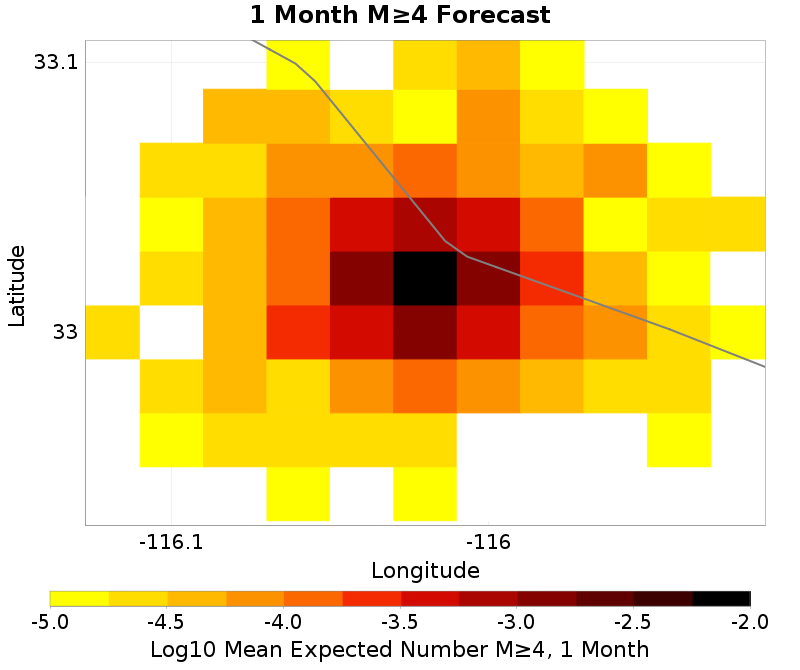 1 Month M≥4 Forecast
33.1
Latitude
33
-116.1
-116
Longitude
-5.0
-4.5
-4.0
-3.5
-3.0
-2.5
-2.0
Log10 Mean Expected Number M≥4, 1 Month